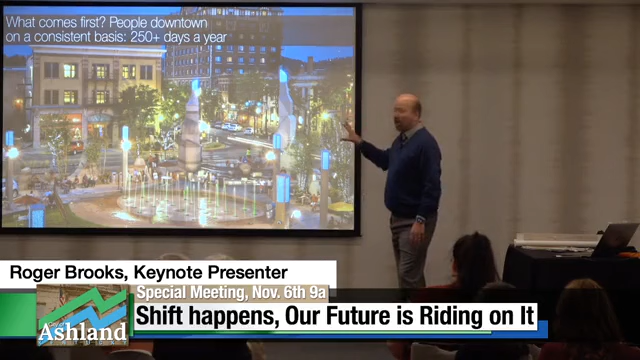 What comes first? People downtown
on a consistent basis: 250+ days a year
Roger Brooks, Keynote Presenter
Special Meeting, Nov. 6th 9a
Ashland
Shift happens, Our Future is Riding on It